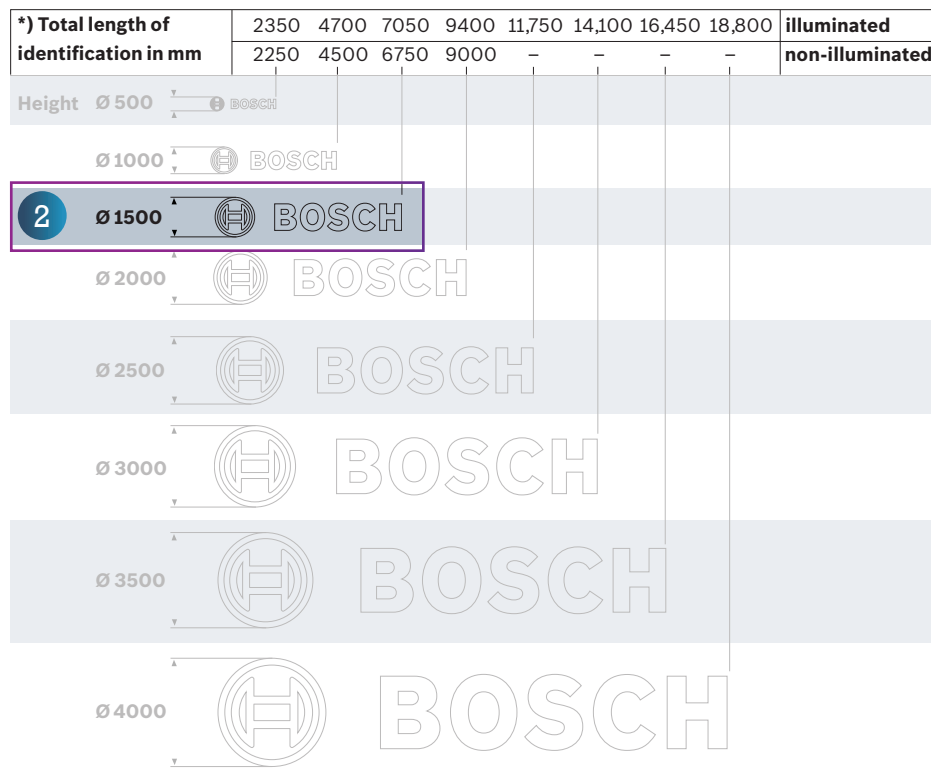 *) Total length of 2350 4700 7050 9400 11,750 14,100 16,450 18,800 illuminated
identification in mm 2250 4500 6750 9000 – – – – non-illuminated
Height Ø 500 BOSCH
Ø 1000 BOSCH
2 Ø 1500 BOSCH
Ø 2000 BOSCH
Ø 2500 BOSCH
Ø 3000 BOSCH
Ø 3500 BOSCH
Ø 4000 BOSCH